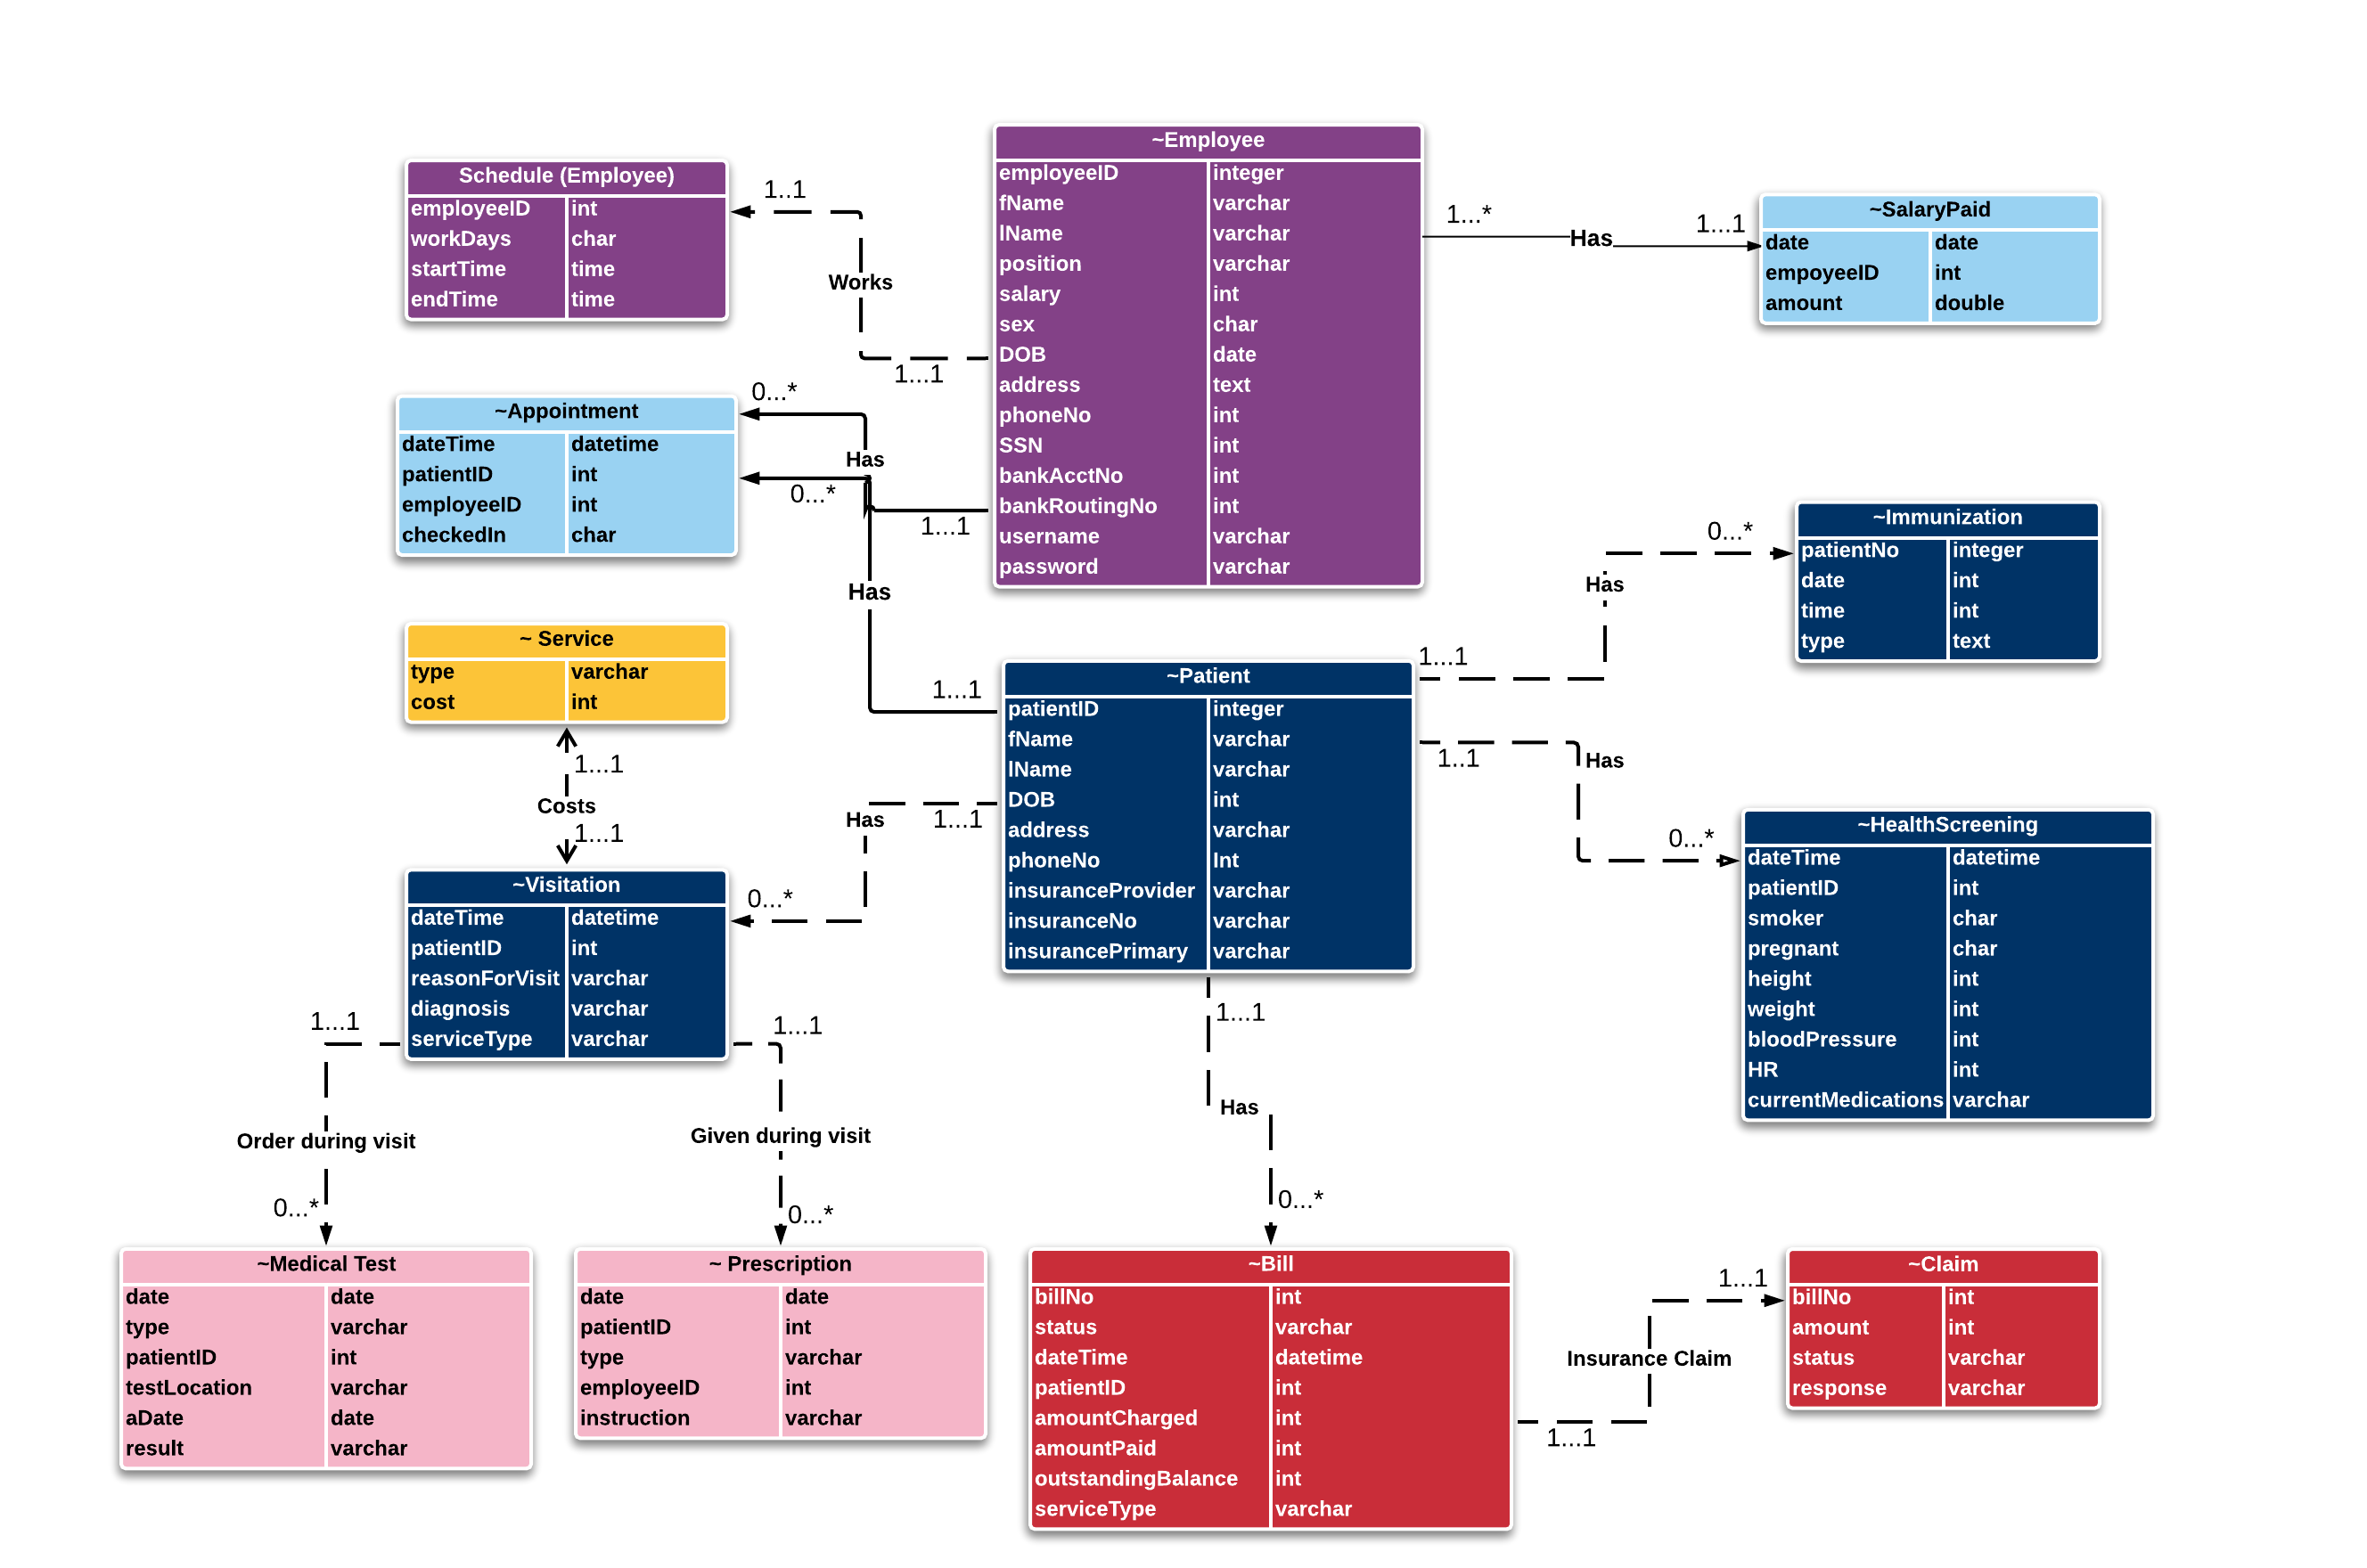 ~Employee
employeeID integer
fName varchar
lName varchar
position varchar
salary int
sex char
DOB date
address text
phoneNo int
SSN int
bankAcctNo int
bankRoutingNo int
username varchar
password varchar
Schedule (Employee)
employeeID int
workDays char
startTime time
endTime time
1..1
Works
1...1
1...*
Has
1...1
~SalaryPaid
date date
empoyeeID int
amount double
~Appointment
dateTime datetime
patientID int
employeeID int
checkedIn char
0...*
Has
0...*
1...1
Has
1...1
~Immunization
patientNo integer
date int
time int
type text
0...*
Has
1...1
~ Service
type varchar
cost int
1...1
Costs
1...1
~Patient
patientID integer
fName varchar
lName varchar
DOB int
address varchar
phoneNo Int
insuranceProvider varchar
insuranceNo varchar
insurancePrimary varchar
1..1
Has
0...*
~HealthScreening
dateTime datetime
patientID int
smoker char
pregnant char
height int
weight int
bloodPressure int
HR int
currentMedications varchar
Has
1...1
0...*
~Visitation
dateTime datetime
patientID int
reasonForVisit varchar
diagnosis varchar
serviceType varchar
1...1
Order during visit
0...*
1...1
Given during visit
0...*
1...1
Has
0...*
~Medical Test
date date
type varchar
patientID int
testLocation varchar
aDate date
result varchar
~ Prescription
date date
patientID int
type varchar
employeeID int
instruction varchar
~Bill
billNo int
status varchar
dateTime datetime
patientID int
amountCharged int
amountPaid int
outstandingBalance int
serviceType varchar
1...1
Insurance Claim
1...1
~Claim
billNo int
amount int
status varchar
response varchar